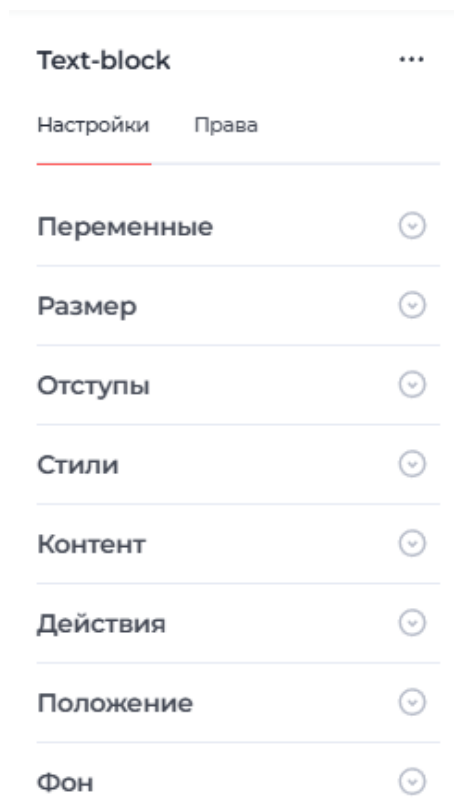 Text-block
Настройки Права
Переменные
Размер
Отступы
Стили
Контент
Действия
Положение
Фон